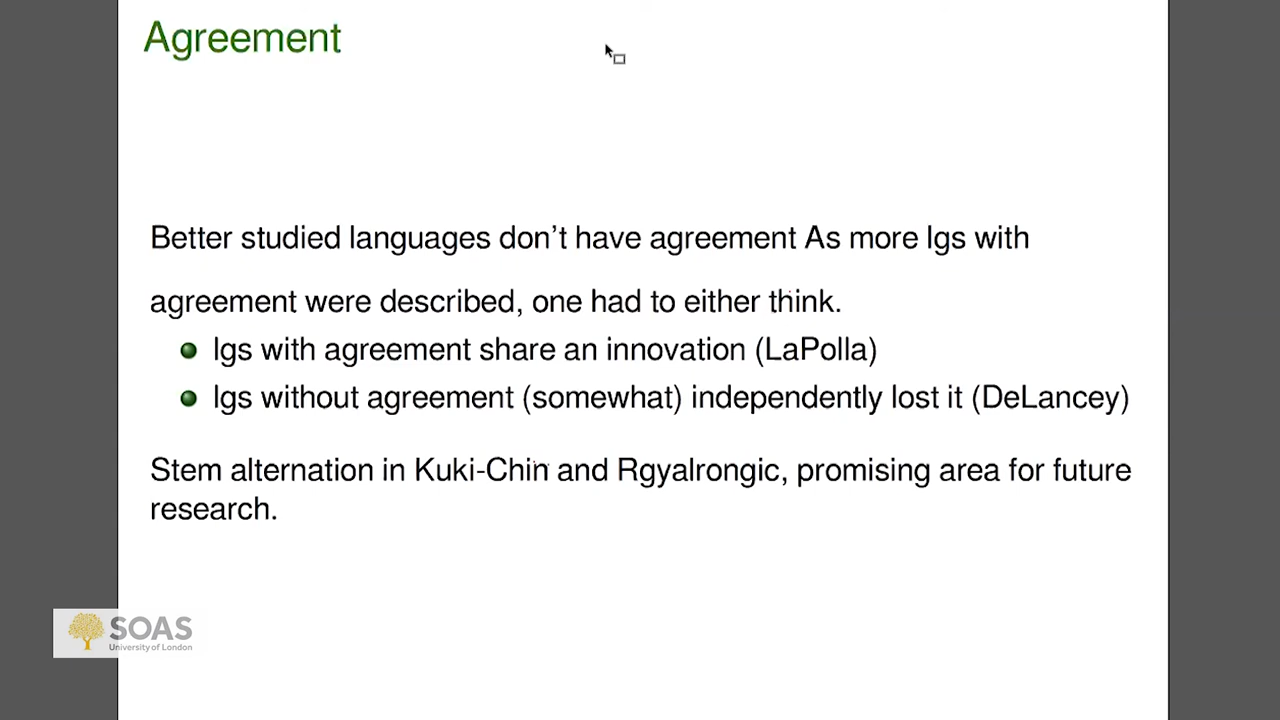 Agreement
Better studied languages don't have agreement As more lgs with
agreement were described, one had to either think.
lgs with agreement share an innovation (LaPolla)
lgs without agreement (somewhat) independently lost it (DeLancey)
Stem alternation in Kuki-Chin and Rgyalrongic, promising area for future
research.
SOAS
University of London